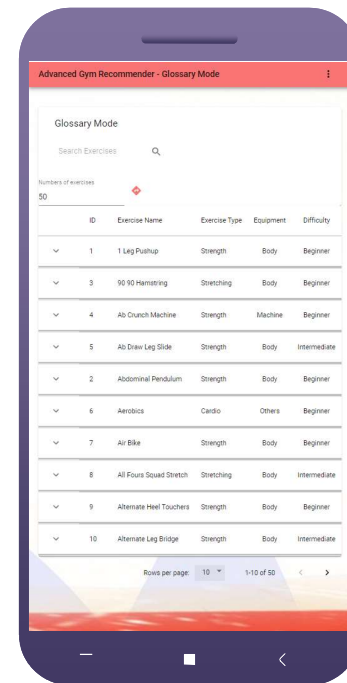 Advanced Gym Recommender - Glossary Mode
Glossary Mode
Search Exercises
Numbers of exercises
50
ID Exercise Name Exercise Type Equipment Difficulty
1 1 Leg Pushup Strength Body Beginner
3 90 90 Hamstring Stretching Body Beginner
4 Ab Crunch Machine Strength Machine Beginner
5 Ab Draw Leg Slide Strength Body Intermediate
2 Abdominal Pendulum Strength Body Beginner
6 Aerobics Cardio Others Beginner
7 Air Bike Strength Body Beginner
8 All Fours Squad Stretch Stretching Body Intermediate
9 Alternate Heel Touchers Strength Body Beginner
10 Alternate Leg Bridge Strength Body Intermediate
Rows per page: 10 1-10 of 50